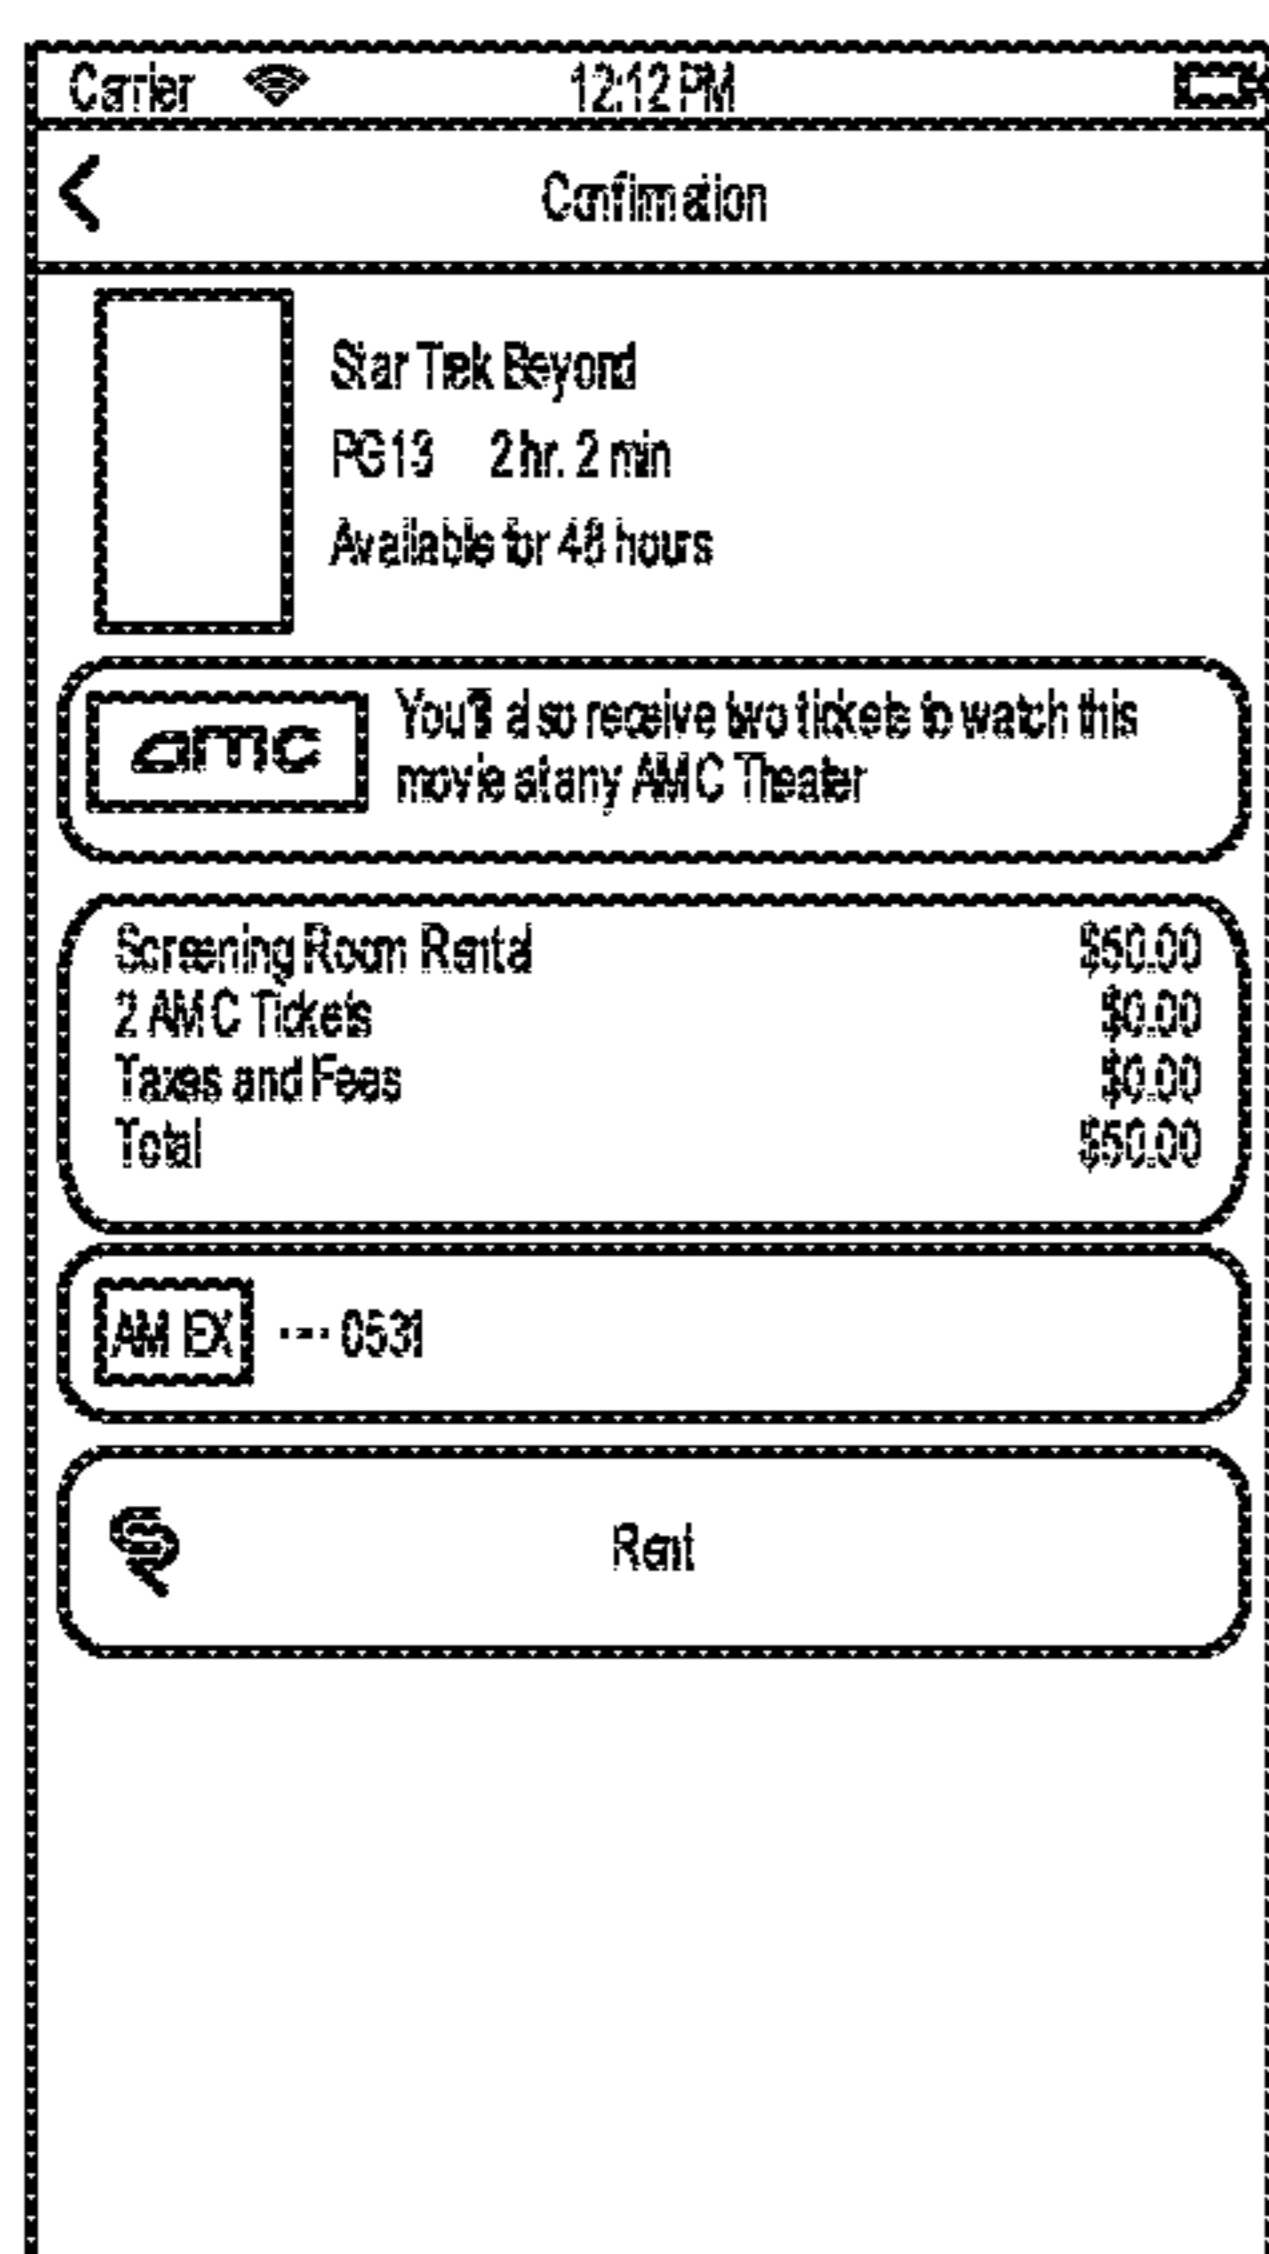 Carrier 12:12 PM
Confirmation
Star Trek Beyond
PG13 2 hr. 2 min
Available for 48 hours
amc
You'll also receive two tickets to watch this
movie at any AMC Theater
Screening Room Rental $50.00
2 AMC Tickets $0.00
Taxes and Fees $0.00
Total $50.00
AMEX --- 0531
Rent